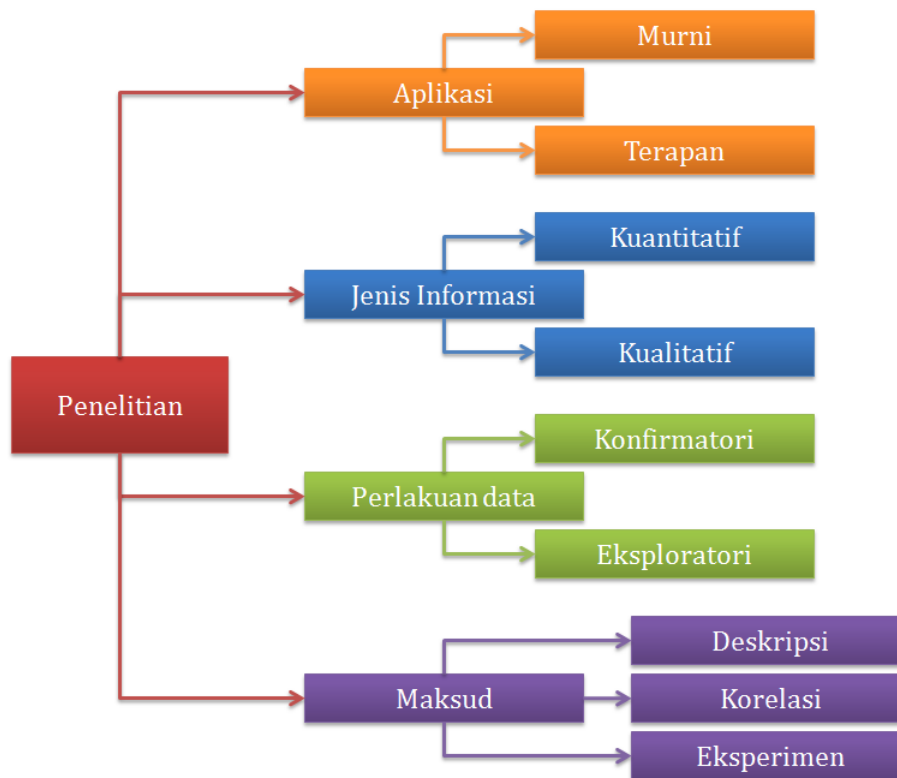 Penelitian
Aplikasi
Murni
Terapan
Jenis Informasi
Kuantitatif
Kualitatif
Perlakuan data
Konfirmatori
Eksploratori
Maksud
Deskripsi
Korelasi
Eksperimen